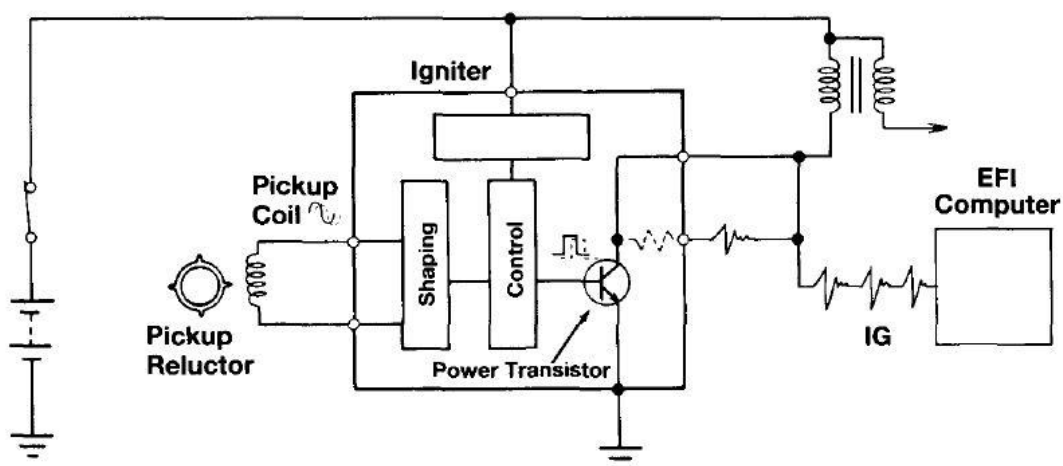 Igniter
Pickup
Coil
EFI
Computer
Shaping
Control
Pickup
Reluctor
Power Transistor
IG